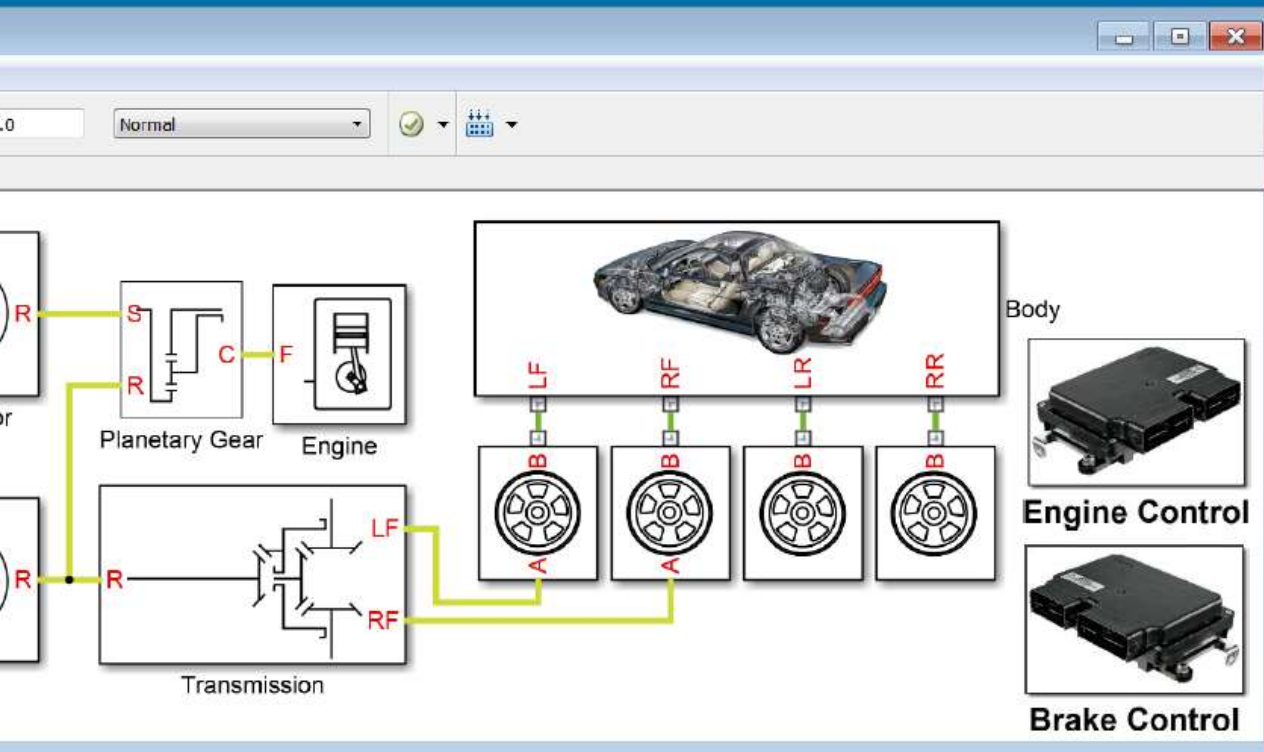 .0
Normal
R
S
R
C
F
Planetary Gear
Engine
or
R
R
LF
RF
Transmission
LF
RF
LR
RR
Body
B
B
B
B
A
A
Engine Control
Brake Control